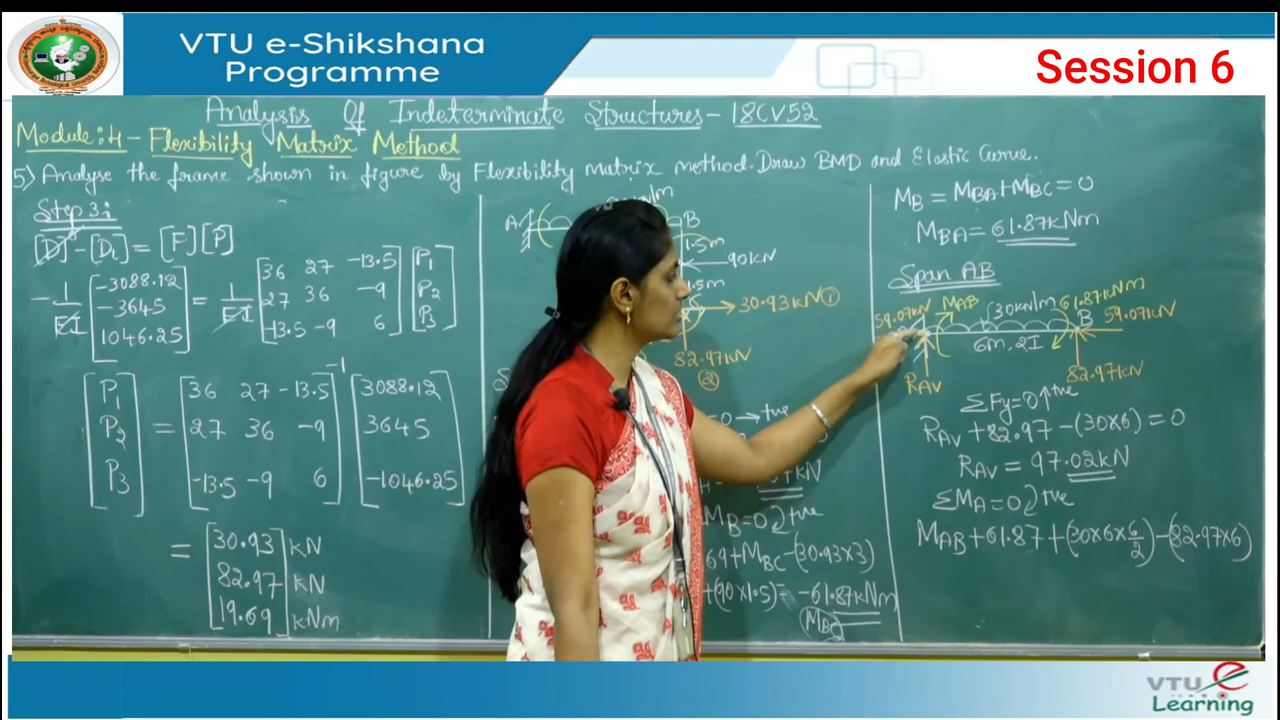 VTU e-Shikshana
Programme
Session 6
Analysis Of Indeterminate Structures - 18CV52
Module:4 - Flexibility Matrix Method
5) Analyse the frame shown in figure by Flexibility matrix method. Draw BMD and Elastic Curve.
Step 3:
[D]⁰ - [DL] = [F][P]
-1/EI [-3088.12 = 1/EI [36 27 -13.5] [P1
-3645 27 36 -9 P2
1046.25] -13.5 -9 6] P3]
[P1 [36 27 -13.5]⁻¹ [3088.12
P2 = 27 36 -9 3645
P3] -13.5 -9 6] -1046.25]
= [30.93] kN
82.97 kN
19.69] kNm
A B
1.5m
90kN
.5m
30.93kN ①
82.97kN
②
=0 → +ve
kN
MB=0 +ve
69+MBC-(30.93×3)
+(90×1.5)= -61.87kNm
(MBC)
MB = MBA+MBC=0
MBA= 61.87kNm
Span AB
59.07kN MAB (30kN/m 61.87kNm
B 59.07kN
6m, 2I
RAV 82.97kN
ΣFy=0↑+ve
RAV+82.97-(30×6)=0
RAV = 97.02kN
ΣMA=0 +ve
MAB+61.87+(30×6×6/2)-(82.97×6)
VTU e
Learning